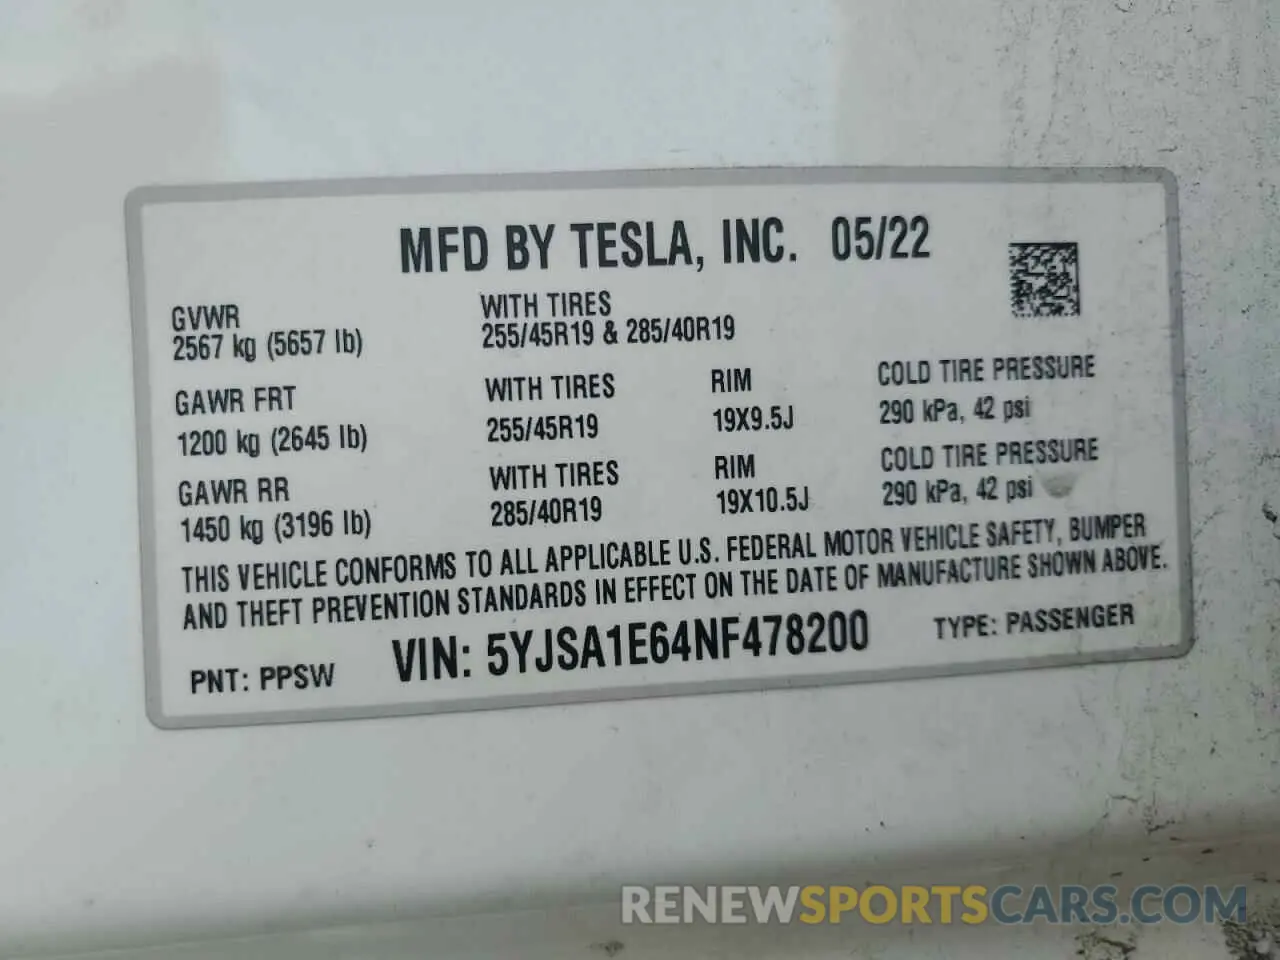 MFD BY TESLA, INC. 05/22
GVWR
2567 kg (5657 lb)
WITH TIRES
255/45R19 & 285/40R19
GAWR FRT
1200 kg (2645 lb)
WITH TIRES
255/45R19
RIM
19X9.5J
COLD TIRE PRESSURE
290 kPa, 42 psi
GAWR RR
1450 kg (3196 lb)
WITH TIRES
285/40R19
RIM
19X10.5J
COLD TIRE PRESSURE
290 kPa, 42 psi
THIS VEHICLE CONFORMS TO ALL APPLICABLE U.S. FEDERAL MOTOR VEHICLE SAFETY, BUMPER
AND THEFT PREVENTION STANDARDS IN EFFECT ON THE DATE OF MANUFACTURE SHOWN ABOVE.
PNT: PPSW
VIN: 5YJSA1E64NF478200
TYPE: PASSENGER
RENEWSPORTSCARS.COM